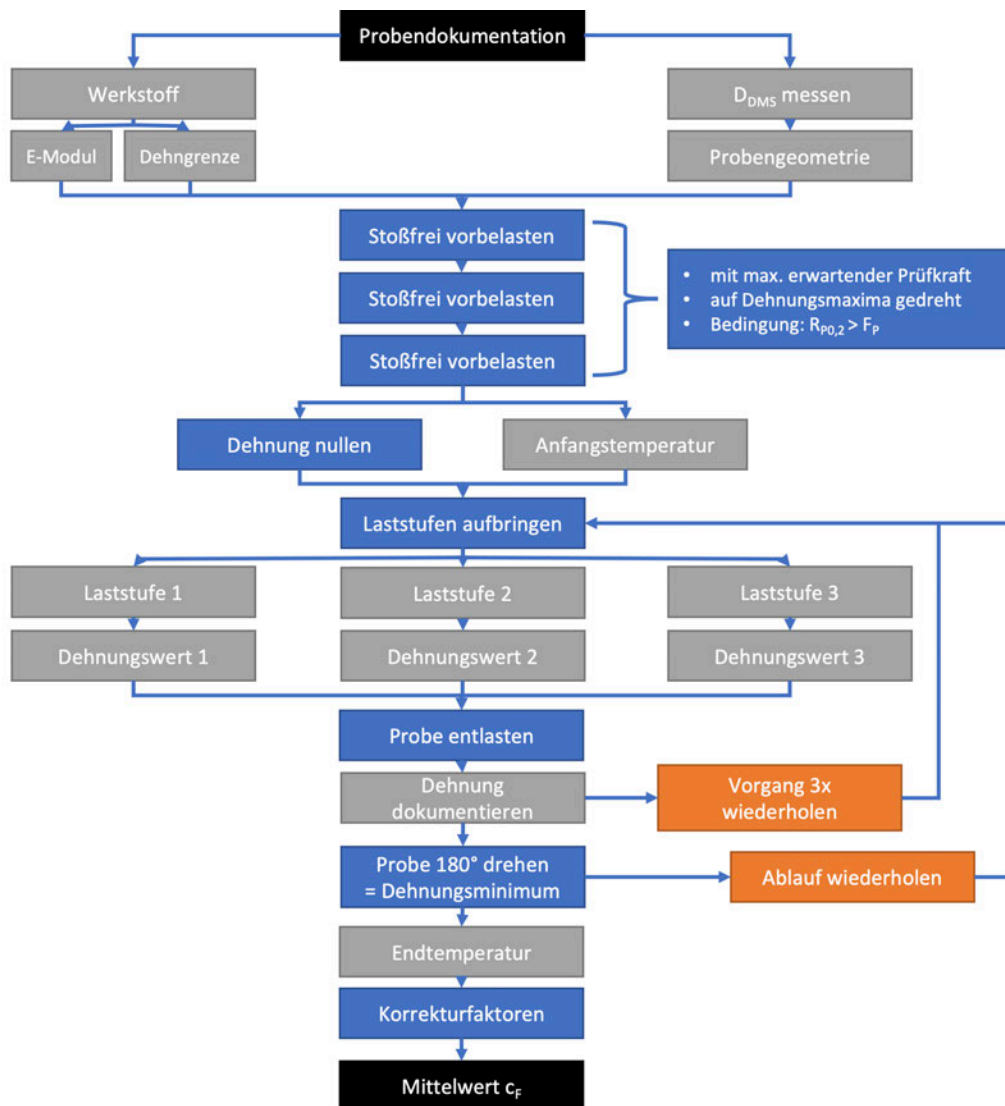 Probendokumentation
Werkstoff
D_DMS messen
E-Modul
Dehngrenze
Probengeometrie
Stoßfrei vorbelasten
• mit max. erwartender Prüfkraft
• auf Dehnungsmaxima gedreht
• Bedingung: R_P0,2 > F_P
Stoßfrei vorbelasten
Stoßfrei vorbelasten
Dehnung nullen
Anfangstemperatur
Laststufen aufbringen
Laststufe 1
Laststufe 2
Laststufe 3
Dehnungswert 1
Dehnungswert 2
Dehnungswert 3
Probe entlasten
Dehnung
dokumentieren
Vorgang 3x
wiederholen
Probe 180° drehen
= Dehnungsminimum
Ablauf wiederholen
Endtemperatur
Korrekturfaktoren
Mittelwert c_F